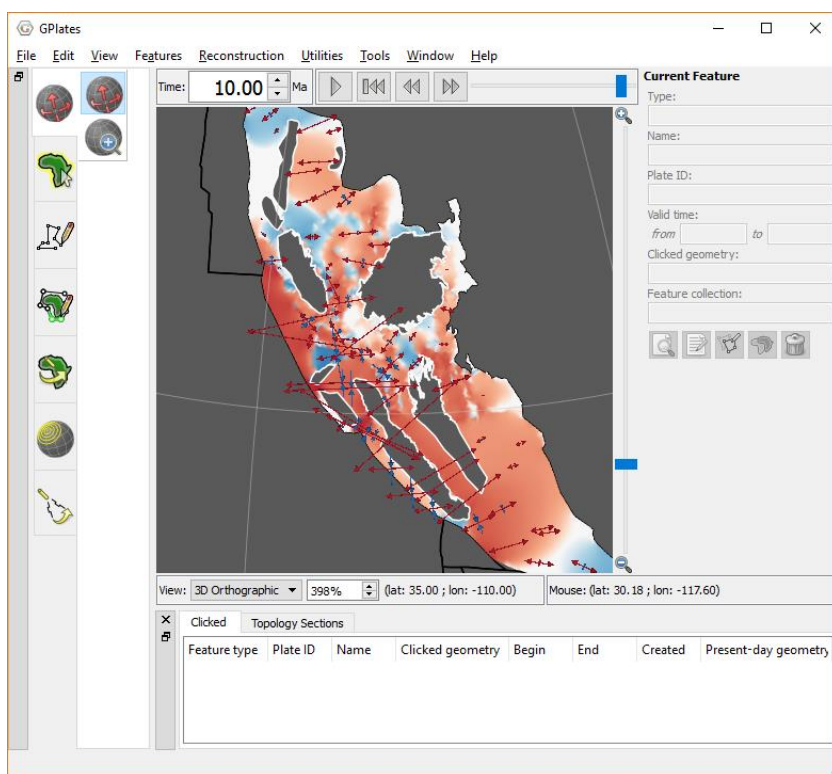 GPlates
File Edit View Features Reconstruction Utilities Tools Window Help
Time: 10.00 Ma
Current Feature
Type:
Name:
Plate ID:
Valid time:
from to
Clicked geometry:
Feature collection:
View: 3D Orthographic 398% (lat: 35.00 ; lon: -110.00) Mouse: (lat: 30.18 ; lon: -117.60)
Clicked Topology Sections
Feature type Plate ID Name Clicked geometry Begin End Created Present-day geometry